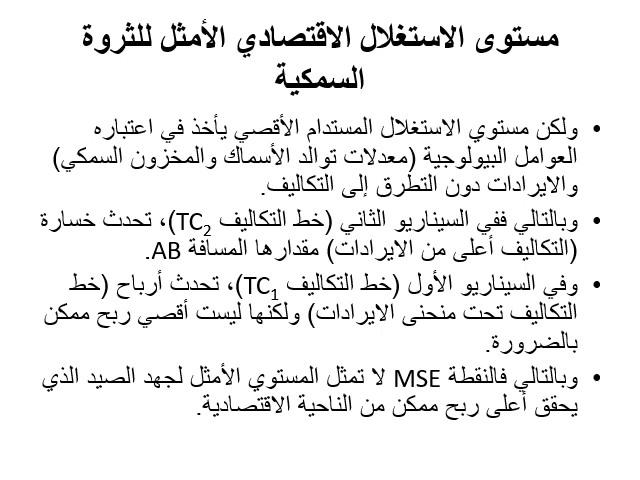 مستوى الاستغلال الاقتصادي الأمثل للثروة
السمكية
• ولكن مستوي الاستغلال المستدام الأقصي يأخذ في اعتباره
العوامل البيولوجية (معدلات توالد الأسماك والمخزون السمكي)
والايرادات دون التطرق إلى التكاليف.
• وبالتالي ففي السيناريو الثاني (خط التكاليف TC2)، تحدث خسارة
(التكاليف أعلى من الايرادات) مقدارها المسافة AB.
• وفي السيناريو الأول (خط التكاليف TC1)، تحدث أرباح (خط
التكاليف تحت منحنى الايرادات) ولكنها ليست أقصي ربح ممكن
بالضرورة.
• وبالتالي فالنقطة MSE لا تمثل المستوي الأمثل لجهد الصيد الذي
يحقق أعلى ربح ممكن من الناحية الاقتصادية.